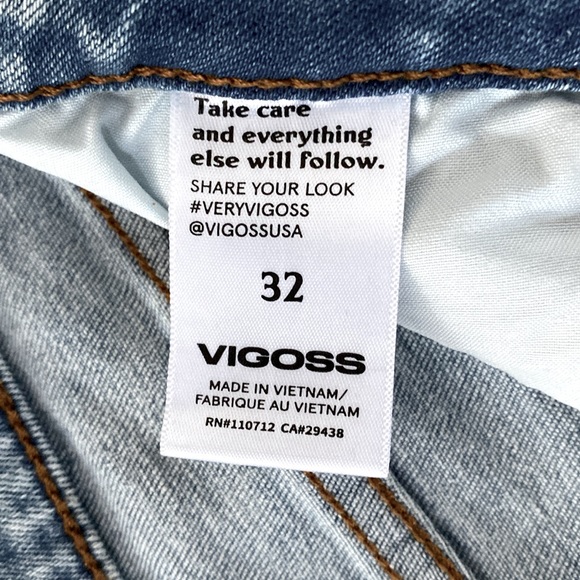 Take care
and everything
else will follow.
SHARE YOUR LOOK
#VERYVIGOSS
@VIGOSSUSA
32
VIGOSS
MADE IN VIETNAM/
FABRIQUE AU VIETNAM
RN#110712 CA#29438